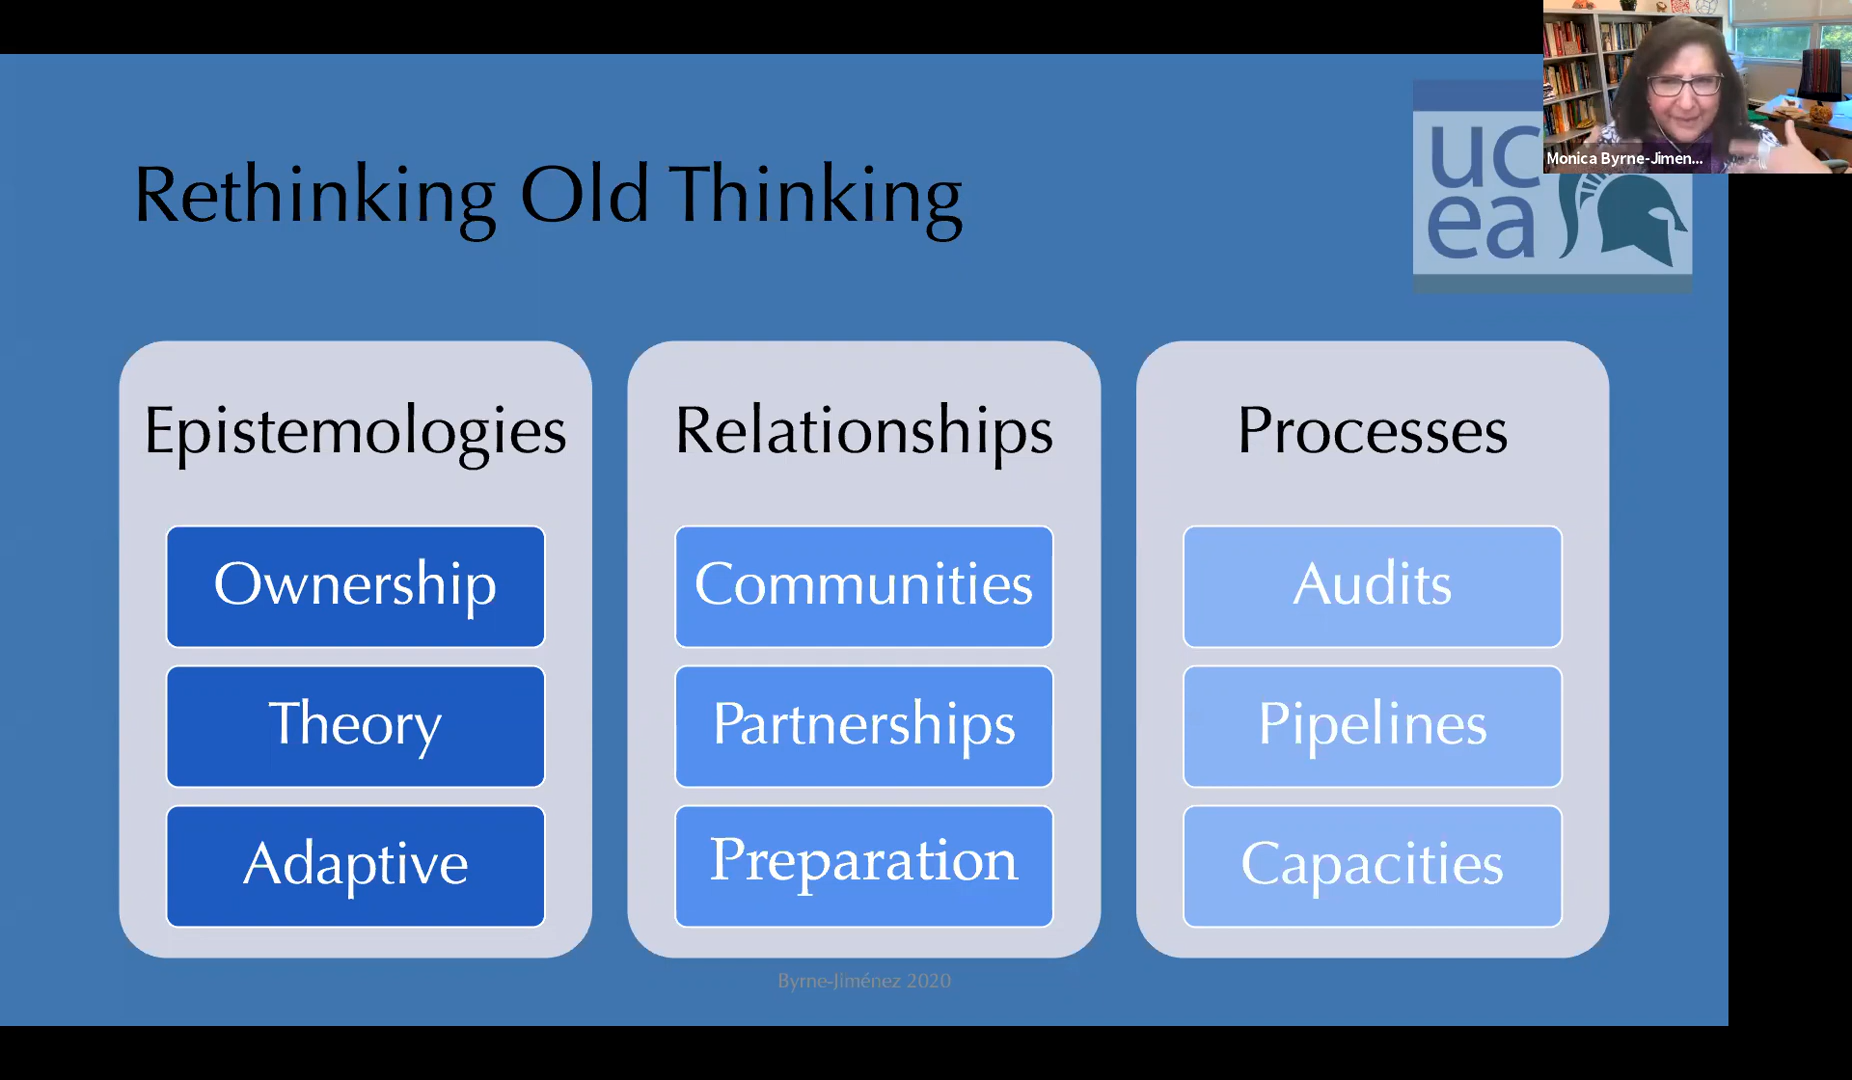 Monica Byrne-Jimen...
uc
ea
Rethinking Old Thinking
Epistemologies
Ownership
Theory
Adaptive
Relationships
Communities
Partnerships
Preparation
Processes
Audits
Pipelines
Capacities
Byrne-Jiménez 2020